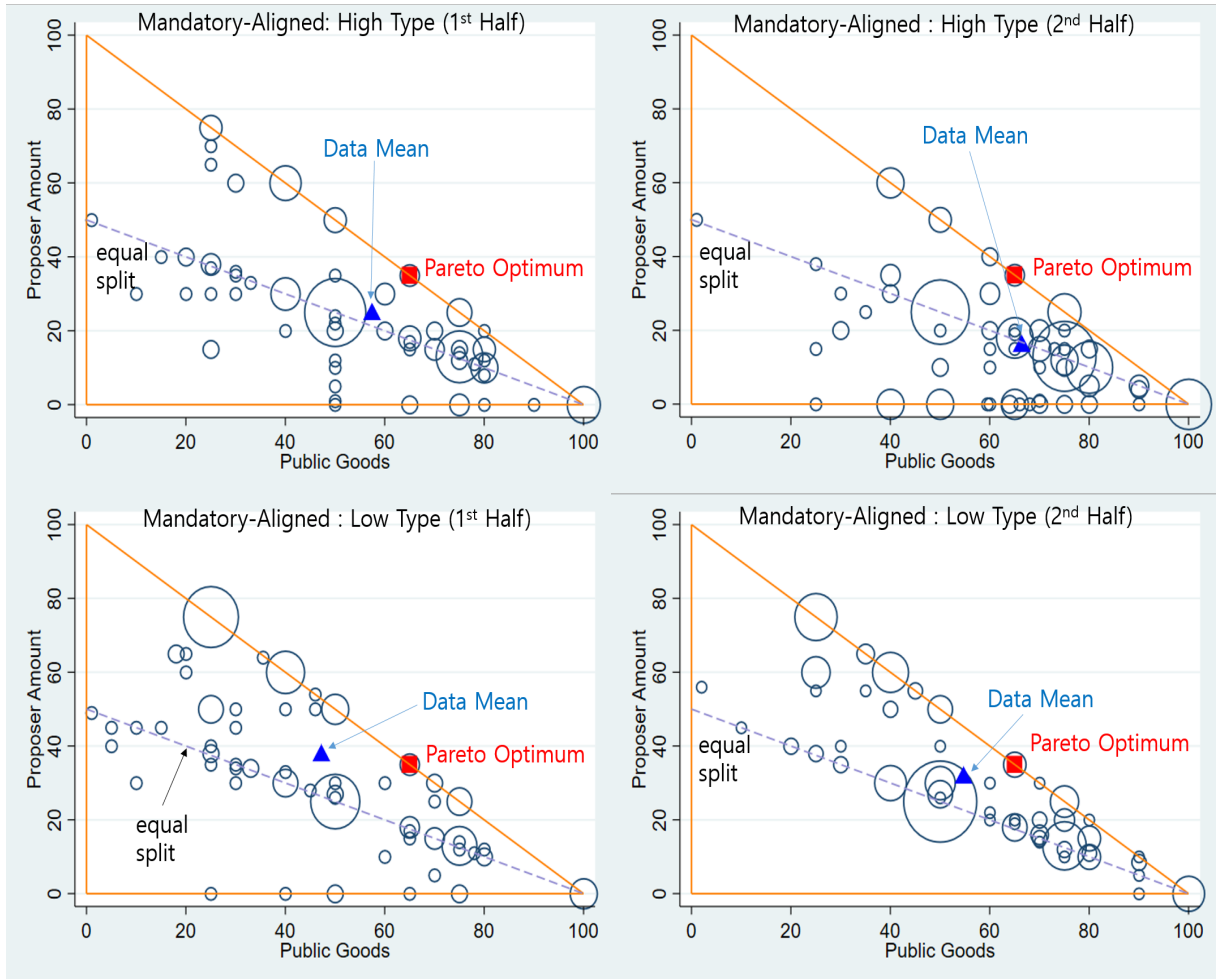 Mandatory-Aligned: High Type (1st Half)
Proposer Amount
100
80
60
40
20
0
Data Mean
Pareto Optimum
equal
split
0 20 40 60 80 100
Public Goods
Mandatory-Aligned : High Type (2nd Half)
Proposer Amount
100
80
60
40
20
0
Data Mean
Pareto Optimum
equal
split
0 20 40 60 80 100
Public Goods
Mandatory-Aligned : Low Type (1st Half)
Proposer Amount
100
80
60
40
20
0
Data Mean
Pareto Optimum
equal
split
0 20 40 60 80 100
Public Goods
Mandatory-Aligned : Low Type (2nd Half)
Proposer Amount
100
80
60
40
20
0
Data Mean
Pareto Optimum
equal
split
0 20 40 60 80 100
Public Goods